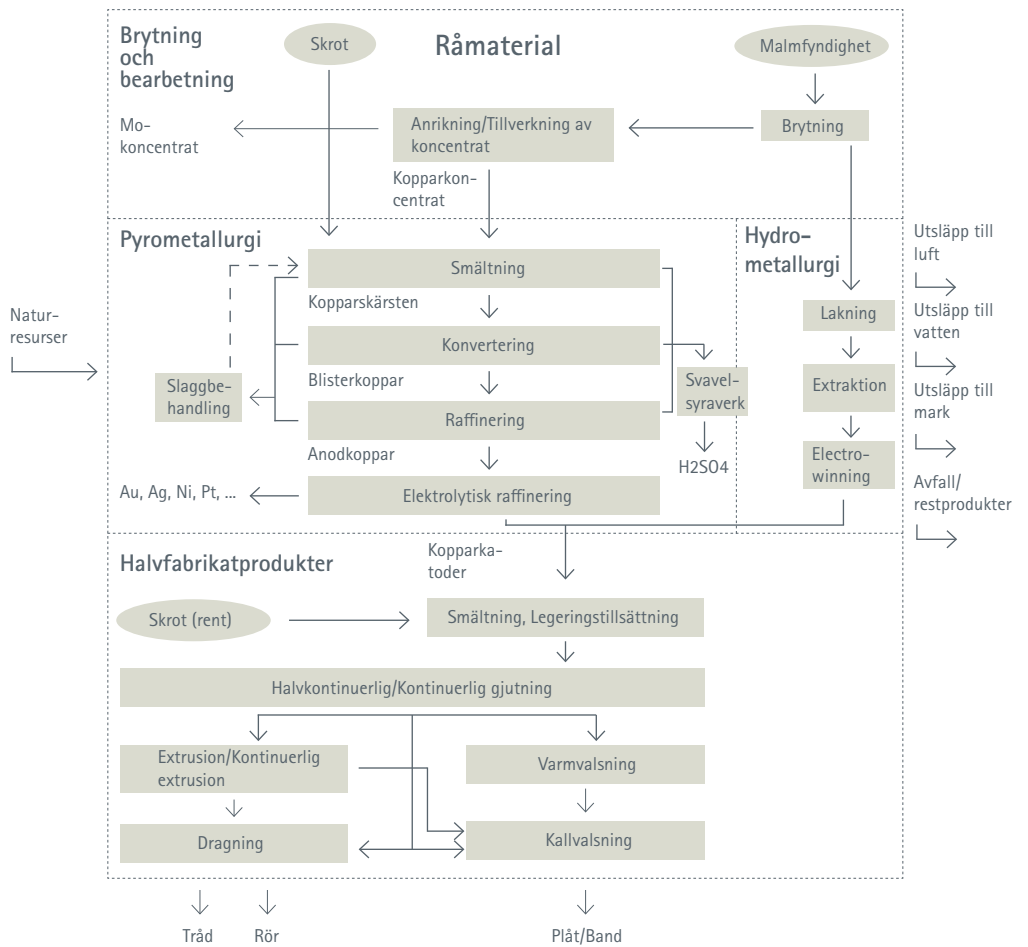 Brytning
och
bearbetning
Skrot
Råmaterial
Malmfyndighet
Mo-
koncentrat
Anrikning/Tillverkning av
koncentrat
Brytning
Kopparkon-
centrat
Pyrometallurgi
Hydro-
metallurgi
Smältning
Kopparskärsten
Konvertering
Blisterkoppar
Raffinering
Anodkoppar
Elektrolytisk raffinering
Slaggbe-
handling
Svavel-
syraverk
H2SO4
Au, Ag, Ni, Pt, ...
Lakning
Extraktion
Electro-
winning
Natur-
resurser
Utsläpp till
luft
Utsläpp till
vatten
Utsläpp till
mark
Avfall/
restprodukter
Halvfabrikatprodukter
Kopparka-
toder
Skrot (rent)
Smältning, Legeringstillsättning
Halvkontinuerlig/Kontinuerlig gjutning
Extrusion/Kontinuerlig
extrusion
Varmvalsning
Dragning
Kallvalsning
Tråd
Rör
Plåt/Band